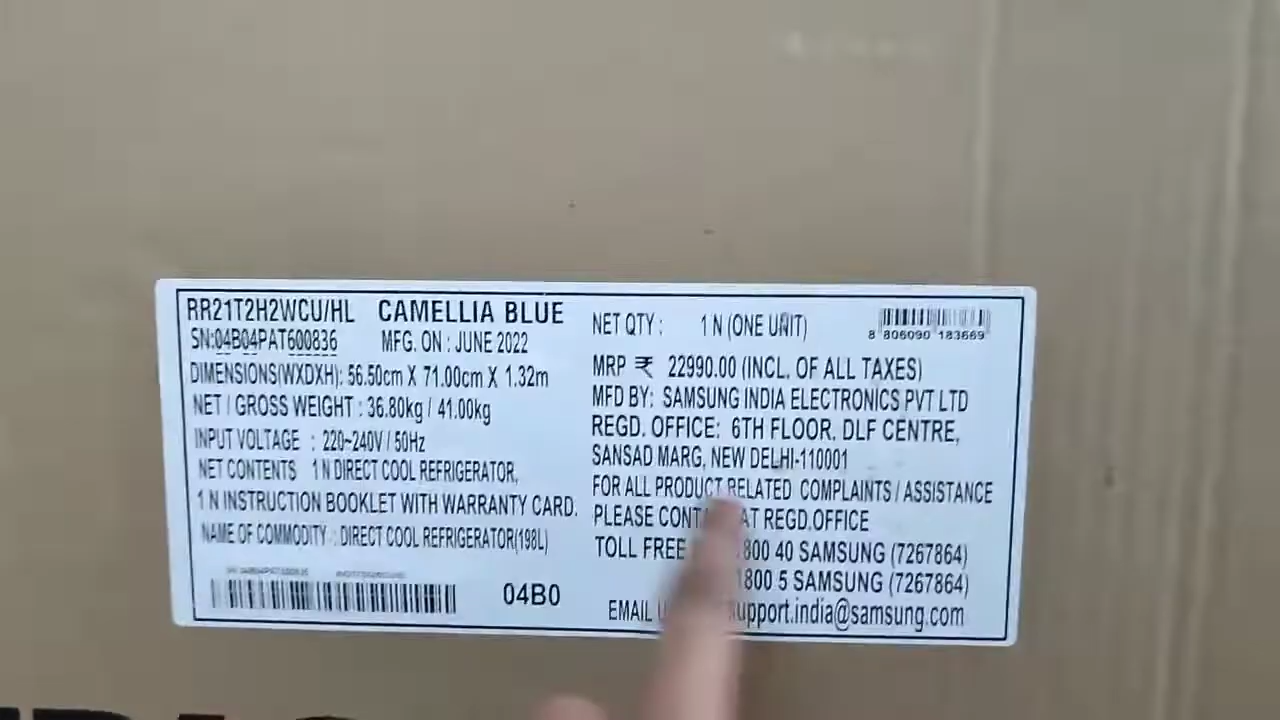 RR21T2H2WCU/HL CAMELLIA BLUE
SN:04B04PAT600836 MFG. ON : JUNE 2022
DIMENSIONS(WXDXH): 56.50cm X 71.00cm X 1.32m
NET / GROSS WEIGHT : 36.80kg / 41.00kg
INPUT VOLTAGE : 220~240V / 50Hz
NET CONTENTS 1 N DIRECT COOL REFRIGERATOR,
1 N INSTRUCTION BOOKLET WITH WARRANTY CARD.
NAME OF COMMODITY : DIRECT COOL REFRIGERATOR(198L)
04B0
NET QTY : 1 N (ONE UNIT)
8 806090 183669
MRP ₹ 22990.00 (INCL. OF ALL TAXES)
MFD BY: SAMSUNG INDIA ELECTRONICS PVT LTD
REGD. OFFICE: 6TH FLOOR, DLF CENTRE,
SANSAD MARG, NEW DELHI-110001
FOR ALL PRODUCT RELATED COMPLAINTS / ASSISTANCE
PLEASE AT REGD.OFFICE
TOLL FREE 800 40 SAMSUNG (7267864)
1800 5 SAMSUNG (7267864)
EMAIL upport.india@samsung.com